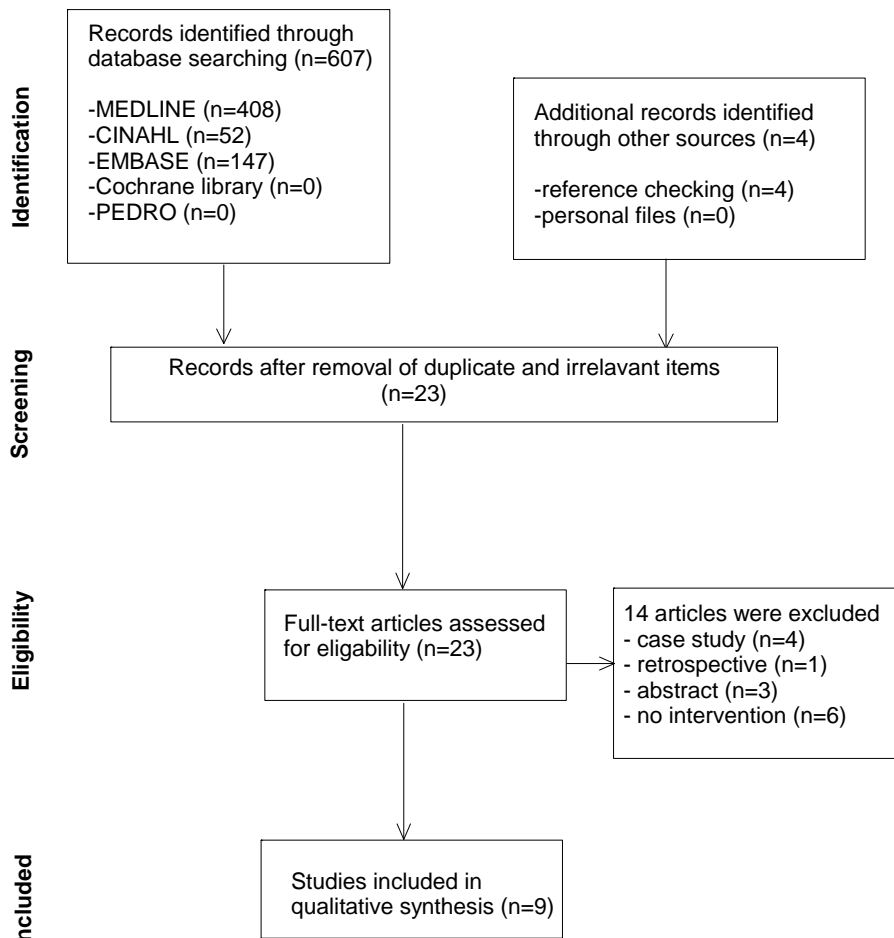 Identification
Records identified through
database searching (n=607)
-MEDLINE (n=408)
-CINAHL (n=52)
-EMBASE (n=147)
-Cochrane library (n=0)
-PEDRO (n=0)
Additional records identified
through other sources (n=4)
-reference checking (n=4)
-personal files (n=0)
Screening
Records after removal of duplicate and irrelavant items
(n=23)
Eligibility
Full-text articles assessed
for eligability (n=23)
14 articles were excluded
- case study (n=4)
- retrospective (n=1)
- abstract (n=3)
- no intervention (n=6)
ncluded
Studies included in
qualitative synthesis (n=9)